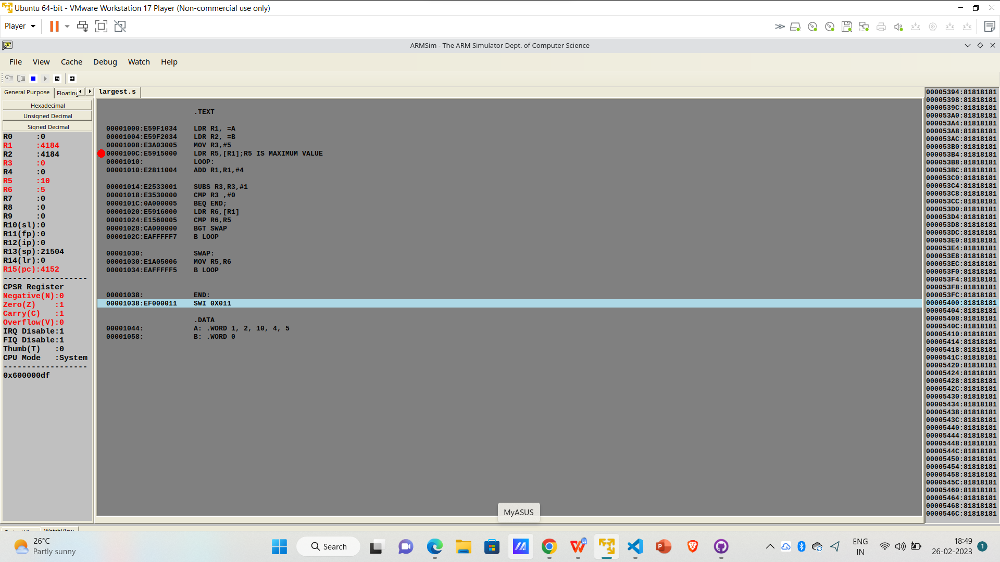 Ubuntu 64-bit - VMware Workstation 17 Player (Non-commercial use only)
Player
ARMSim - The ARM Simulator Dept. of Computer Science
File View Cache Debug Watch Help
General Purpose Floating
Hexadecimal
Unsigned Decimal
Signed Decimal
R0 :0
R1 :4184
R2 :4184
R3 :0
R4 :0
R5 :10
R6 :5
R7 :0
R8 :0
R9 :0
R10(sl):0
R11(fp):0
R12(ip):0
R13(sp):21504
R14(lr):0
R15(pc):4152
------------------
CPSR Register
Negative(N):0
Zero(Z) :1
Carry(C) :1
Overflow(V):0
IRQ Disable:1
FIQ Disable:1
Thumb(T) :0
CPU Mode :System
------------------
0x600000df
largest.s
.TEXT
00001000:E59F1034 LDR R1, =A
00001004:E59F2034 LDR R2, =B
00001008:E3A03005 MOV R3,#5
0000100C:E5915000 LDR R5,[R1];R5 IS MAXIMUM VALUE
00001010: LOOP:
00001010:E2811004 ADD R1,R1,#4
00001014:E2533001 SUBS R3,R3,#1
00001018:E3530000 CMP R3 ,#0
0000101C:0A000005 BEQ END;
00001020:E5916000 LDR R6,[R1]
00001024:E1560005 CMP R6,R5
00001028:CA000000 BGT SWAP
0000102C:EAFFFFF7 B LOOP
00001030: SWAP:
00001030:E1A05006 MOV R5,R6
00001034:EAFFFFF5 B LOOP
00001038: END:
00001038:EF000011 SWI 0X011
.DATA
00001044: A: .WORD 1, 2, 10, 4, 5
00001058: B: .WORD 0
00005394:81818181
00005398:81818181
0000539C:81818181
000053A0:81818181
000053A4:81818181
000053A8:81818181
000053AC:81818181
000053B0:81818181
000053B4:81818181
000053B8:81818181
000053BC:81818181
000053C0:81818181
000053C4:81818181
000053C8:81818181
000053CC:81818181
000053D0:81818181
000053D4:81818181
000053D8:81818181
000053DC:81818181
000053E0:81818181
000053E4:81818181
000053E8:81818181
000053EC:81818181
000053F0:81818181
000053F4:81818181
000053F8:81818181
000053FC:81818181
00005400:81818181
00005404:81818181
00005408:81818181
0000540C:81818181
00005410:81818181
00005414:81818181
00005418:81818181
0000541C:81818181
00005420:81818181
00005424:81818181
00005428:81818181
0000542C:81818181
00005430:81818181
00005434:81818181
00005438:81818181
0000543C:81818181
00005440:81818181
00005444:81818181
00005448:81818181
0000544C:81818181
00005450:81818181
00005454:81818181
00005458:81818181
0000545C:81818181
00005460:81818181
00005464:81818181
00005468:81818181
0000546C:81818181
MyASUS
26°C
Partly sunny
Search
ENG
IN
18:49
26-02-2023
1